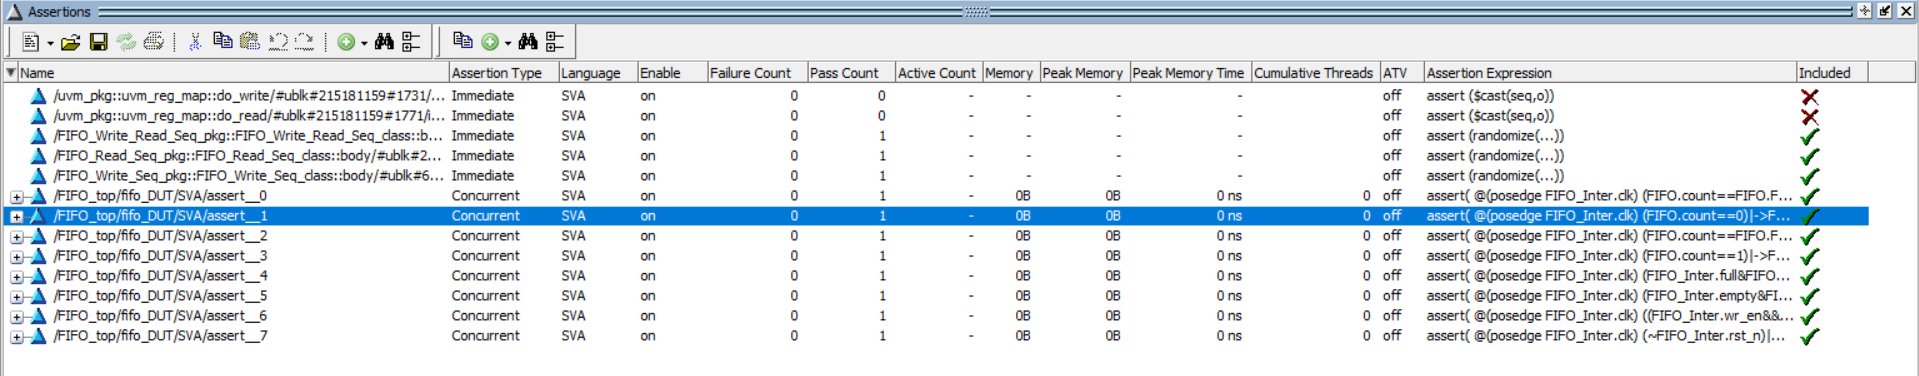 Assertions
Name Assertion Type Language Enable Failure Count Pass Count Active Count Memory Peak Memory Peak Memory Time Cumulative Threads ATV Assertion Expression Included
/uvm_pkg::uvm_reg_map::do_write/#ublk#215181159#1731/... Immediate SVA on 0 0 - - - - off assert ($cast(seq,o))
/uvm_pkg::uvm_reg_map::do_read/#ublk#215181159#1771/i... Immediate SVA on 0 0 - - - - off assert ($cast(seq,o))
/FIFO_Write_Read_Seq_pkg::FIFO_Write_Read_Seq_class::b... Immediate SVA on 0 1 - - - - off assert (randomize(...))
/FIFO_Read_Seq_pkg::FIFO_Read_Seq_class::body/#ublk#2... Immediate SVA on 0 1 - - - - off assert (randomize(...))
/FIFO_Write_Seq_pkg::FIFO_Write_Seq_class::body/#ublk#6... Immediate SVA on 0 1 - - - - off assert (randomize(...))
/FIFO_top/fifo_DUT/SVA/assert__0 Concurrent SVA on 0 1 - 0B 0B 0 ns 0 off assert( @(posedge FIFO_Inter.clk) (FIFO.count==FIFO.F...
/FIFO_top/fifo_DUT/SVA/assert__1 Concurrent SVA on 0 1 - 0B 0B 0 ns 0 off assert( @(posedge FIFO_Inter.clk) (FIFO.count==0)|->F...
/FIFO_top/fifo_DUT/SVA/assert__2 Concurrent SVA on 0 1 - 0B 0B 0 ns 0 off assert( @(posedge FIFO_Inter.clk) (FIFO.count==FIFO.F...
/FIFO_top/fifo_DUT/SVA/assert__3 Concurrent SVA on 0 1 - 0B 0B 0 ns 0 off assert( @(posedge FIFO_Inter.clk) (FIFO.count==1)|->F...
/FIFO_top/fifo_DUT/SVA/assert__4 Concurrent SVA on 0 1 - 0B 0B 0 ns 0 off assert( @(posedge FIFO_Inter.clk) (FIFO_Inter.full&FIFO...
/FIFO_top/fifo_DUT/SVA/assert__5 Concurrent SVA on 0 1 - 0B 0B 0 ns 0 off assert( @(posedge FIFO_Inter.clk) (FIFO_Inter.empty&FI...
/FIFO_top/fifo_DUT/SVA/assert__6 Concurrent SVA on 0 1 - 0B 0B 0 ns 0 off assert( @(posedge FIFO_Inter.clk) ((FIFO_Inter.wr_en&&...
/FIFO_top/fifo_DUT/SVA/assert__7 Concurrent SVA on 0 1 - 0B 0B 0 ns 0 off assert( @(posedge FIFO_Inter.clk) (~FIFO_Inter.rst_n)|...